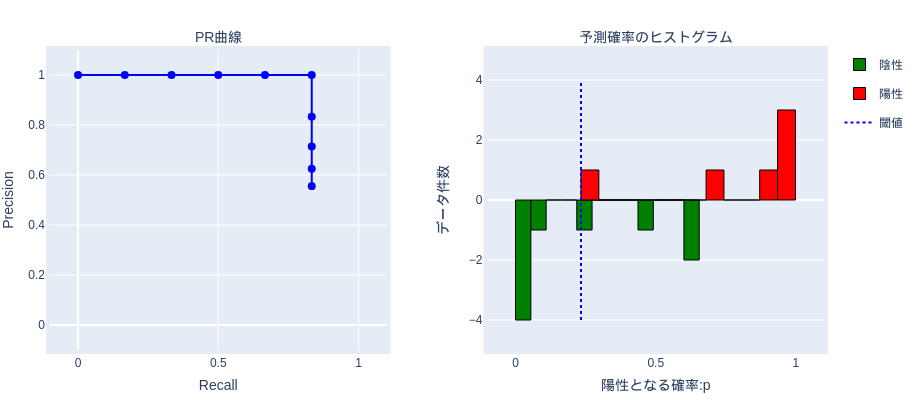 PR曲線
1
0.8
0.6
0.4
0.2
0
Precision
0
0.5
1
Recall
予測確率のヒストグラム
4
2
0
−2
−4
データ件数
0
0.5
1
陽性となる確率:p
陰性
陽性
閾値